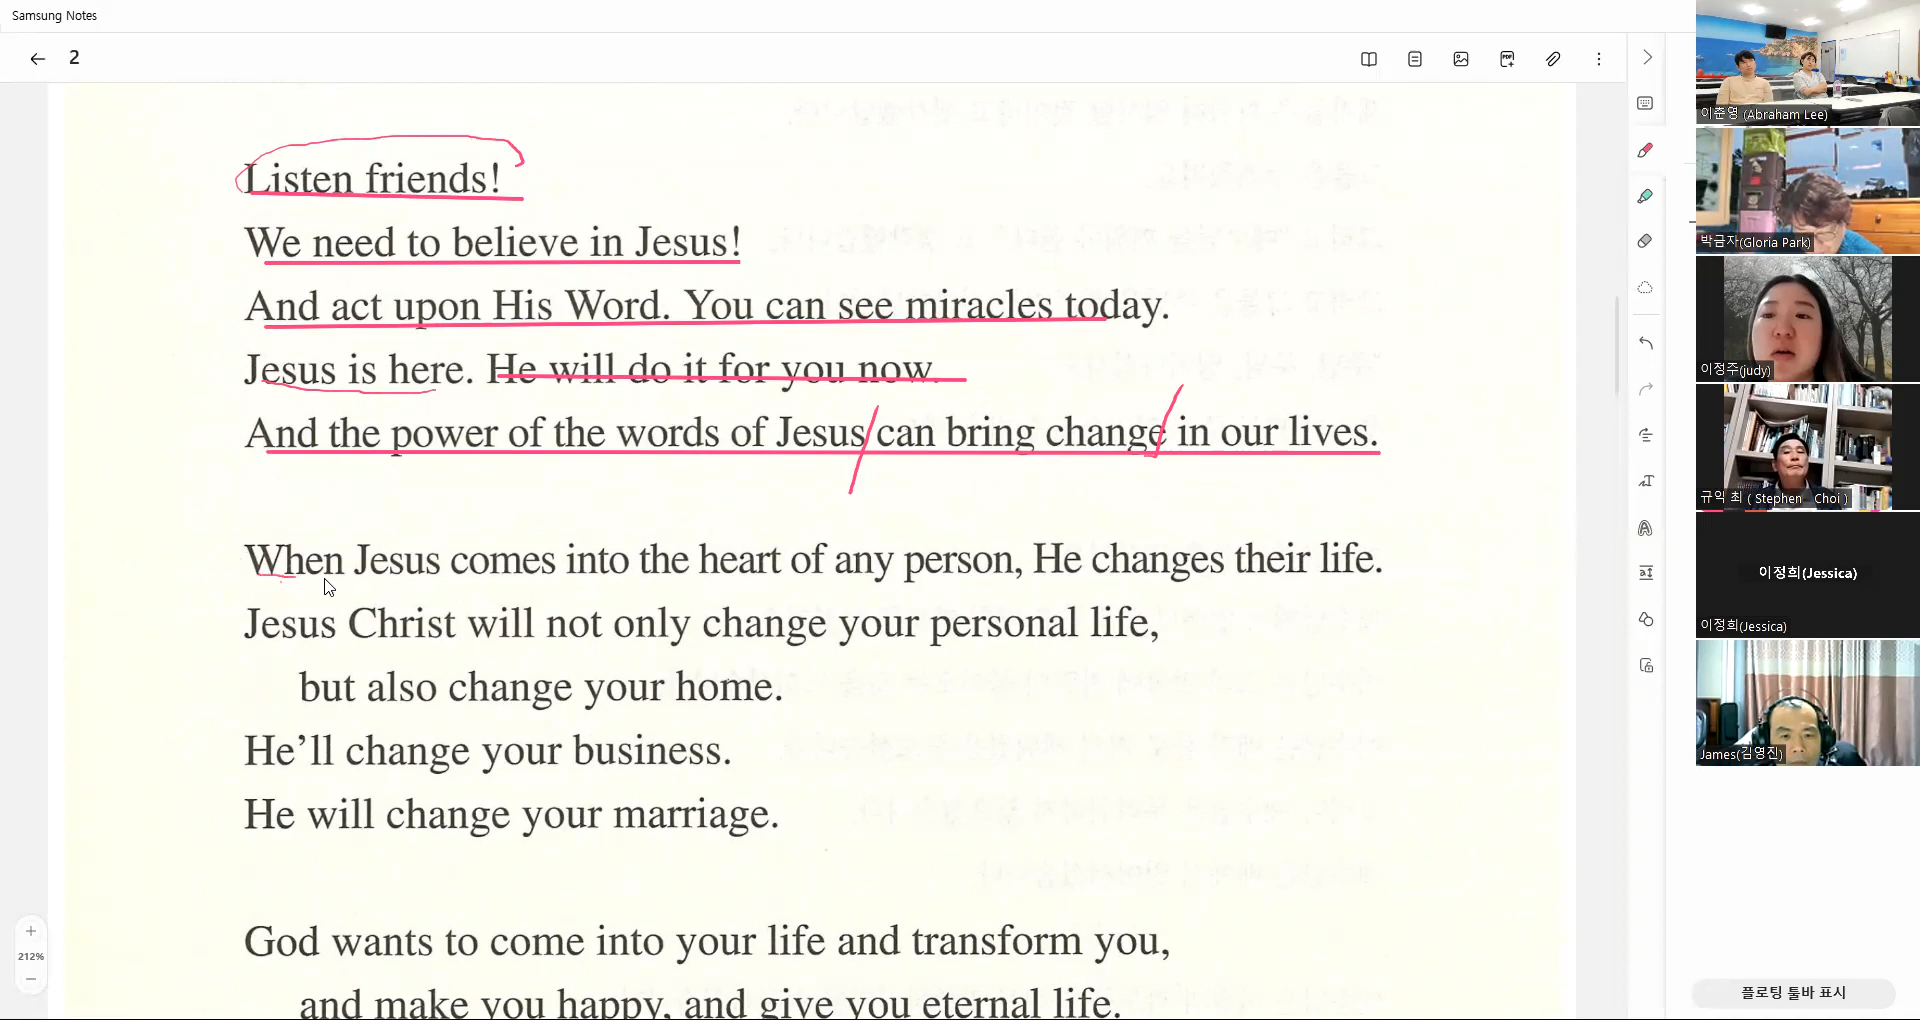 Samsung Notes
2
Listen friends!
We need to believe in Jesus!
And act upon His Word. You can see miracles today.
Jesus is here. He will do it for you now.
And the power of the words of Jesus can bring change in our lives.
When Jesus comes into the heart of any person, He changes their life.
Jesus Christ will not only change your personal life,
but also change your home.
He'll change your business.
He will change your marriage.
God wants to come into your life and transform you,
and make you happy, and give you eternal life.
212%
이춘영 (Abraham Lee)
박금자(Gloria Park)
이정주(judy)
규익 최 ( Stephen Choi )
이정희(Jessica)
이정희(Jessica)
James(김영진)
플로팅 툴바 표시